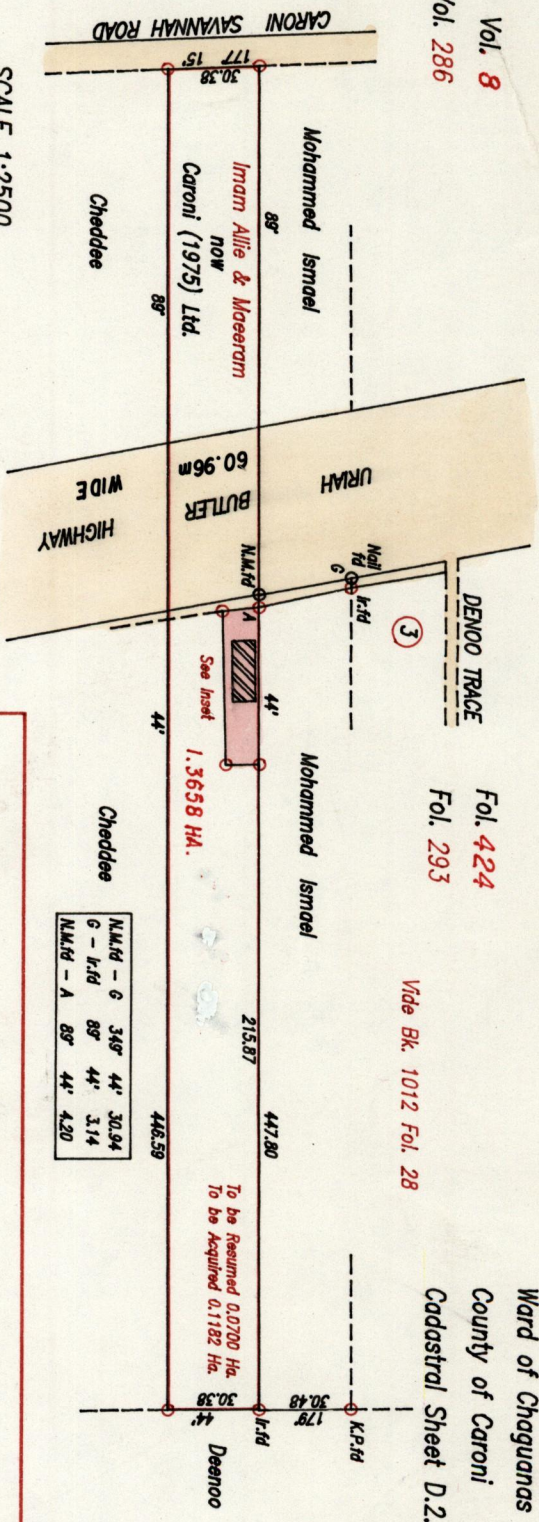 Ward of Chaguanas
County of Caroni
Cadastral Sheet D.2.
Vol. 8 Fol. 424
Vol. 286 Fol. 293
Vide Bk. 1012 Fol. 28
DENOO TRACE
3
CARONI SAVANNAH ROAD
177 15'
30.38
Mohammed Ismael
89°
Imam Allie & Maeeram
now
Caroni (1975) Ltd.
89°
Cheddee
URIAH
BUTLER
HIGHWAY
60.96m
WIDE
Nail
fd
G
Ir.fd
N.M.fd
A
44'
See Inset
1.3658 HA.
44'
Mohammed Ismael
215.87
447.80
446.59
Cheddee
N.M.fd - G 349° 44' 30.94
G - Ir.fd 89° 44' 3.14
N.M.fd - A 89° 44' 4.20
To be Resumed 0.0700 Ha.
To be Acquired 0.1182 Ha.
K.P.fd
30.48
179°
Ir.fd
30.38
44'
Deenoo
SCALE 1:2500